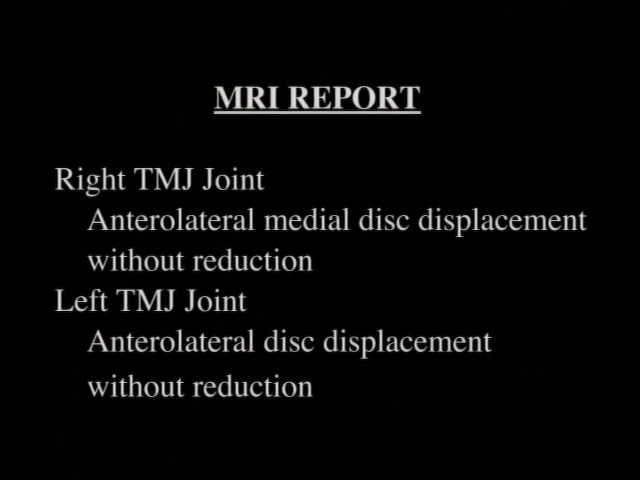 MRI REPORT
Right TMJ Joint
Anterolateral medial disc displacement
without reduction
Left TMJ Joint
Anterolateral disc displacement
without reduction